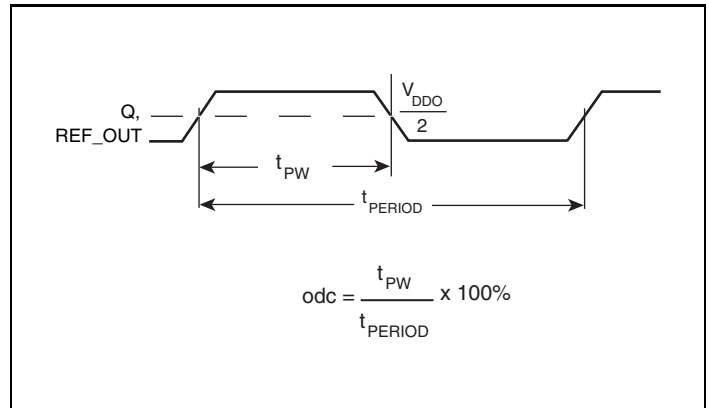 V_DDO
2
Q,
REF_OUT
t_PW
t_PERIOD
odc = t_PW / t_PERIOD x 100%